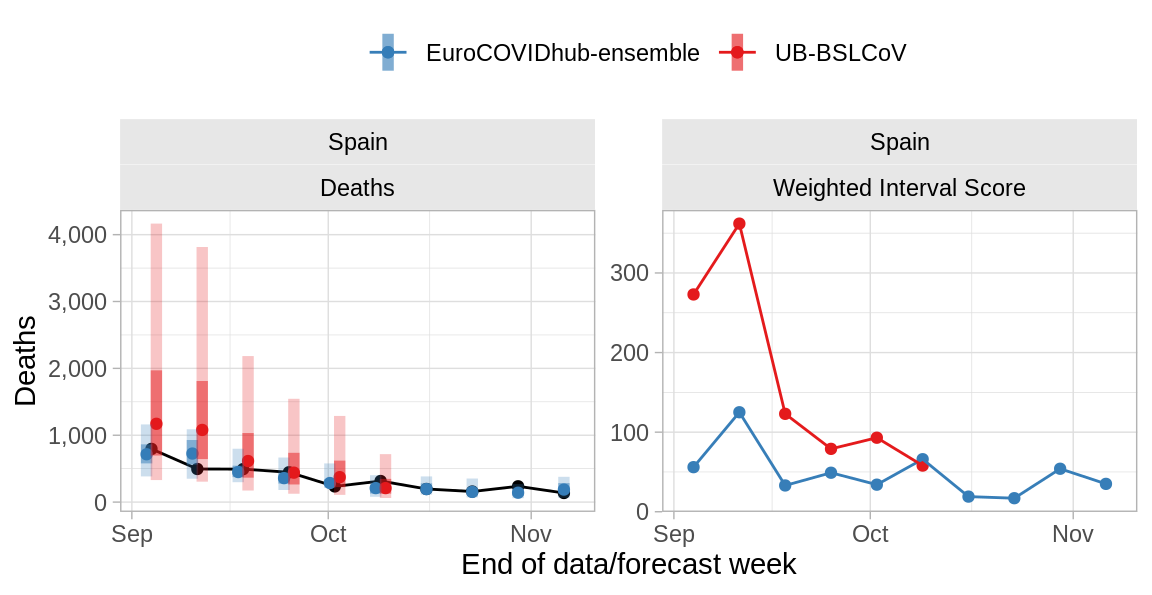 EuroCOVIDhub-ensemble UB-BSLCoV
Spain Spain
Deaths Weighted Interval Score
4,000
3,000
2,000
1,000
0
Deaths
300
200
100
0
Sep Oct Nov Sep Oct Nov
End of data/forecast week